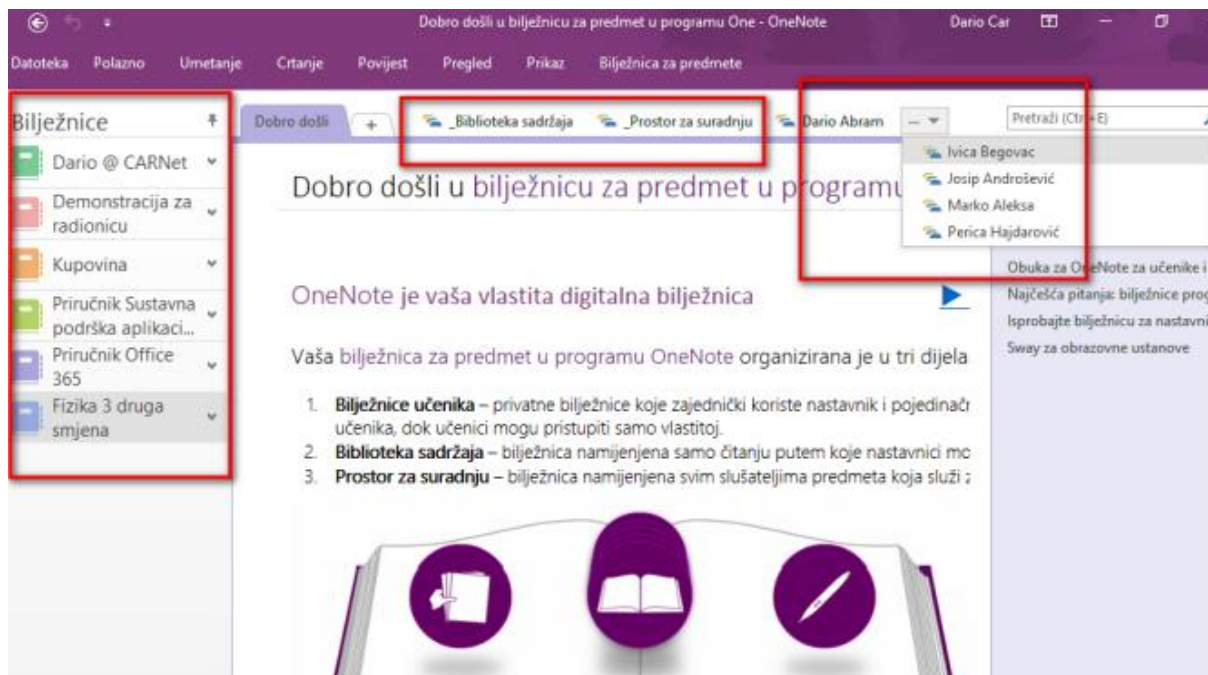 Dobro došli u bilježnicu za predmet u programu One - OneNote
Dario Car
Datoteka Polazno Umetanje Crtanje Povijest Pregled Prikaz Bilježnica za predmete
Bilježnice
Dario @ CARNet
Demonstracija za
radionicu
Kupovina
Priručnik Sustavna
podrška aplikaci...
Priručnik Office
365
Fizika 3 druga
smjena
Dobro došli + _Biblioteka sadržaja _Prostor za suradnju Dario Abram
Pretraži (Ctrl+E)
Ivica Begovac
Josip Androšević
Marko Aleksa
Perica Hajdarović
Dobro došli u bilježnicu za predmet u programu
OneNote je vaša vlastita digitalna bilježnica
Vaša bilježnica za predmet u programu OneNote organizirana je u tri dijela
1. Bilježnice učenika – privatne bilježnice koje zajednički koriste nastavnik i
učenika, dok učenici mogu pristupiti samo vlastitoj.
2. Biblioteka sadržaja – bilježnica namijenjena samo čitanju putem koje nastavnici
3. Prostor za suradnju – bilježnica namijenjena svim slušateljima predmeta koja služi
Obuka za OneNote za učenike i
Najčešća pitanja: bilježnice
Isprobajte bilježnicu za
Sway za obrazovne ustanove